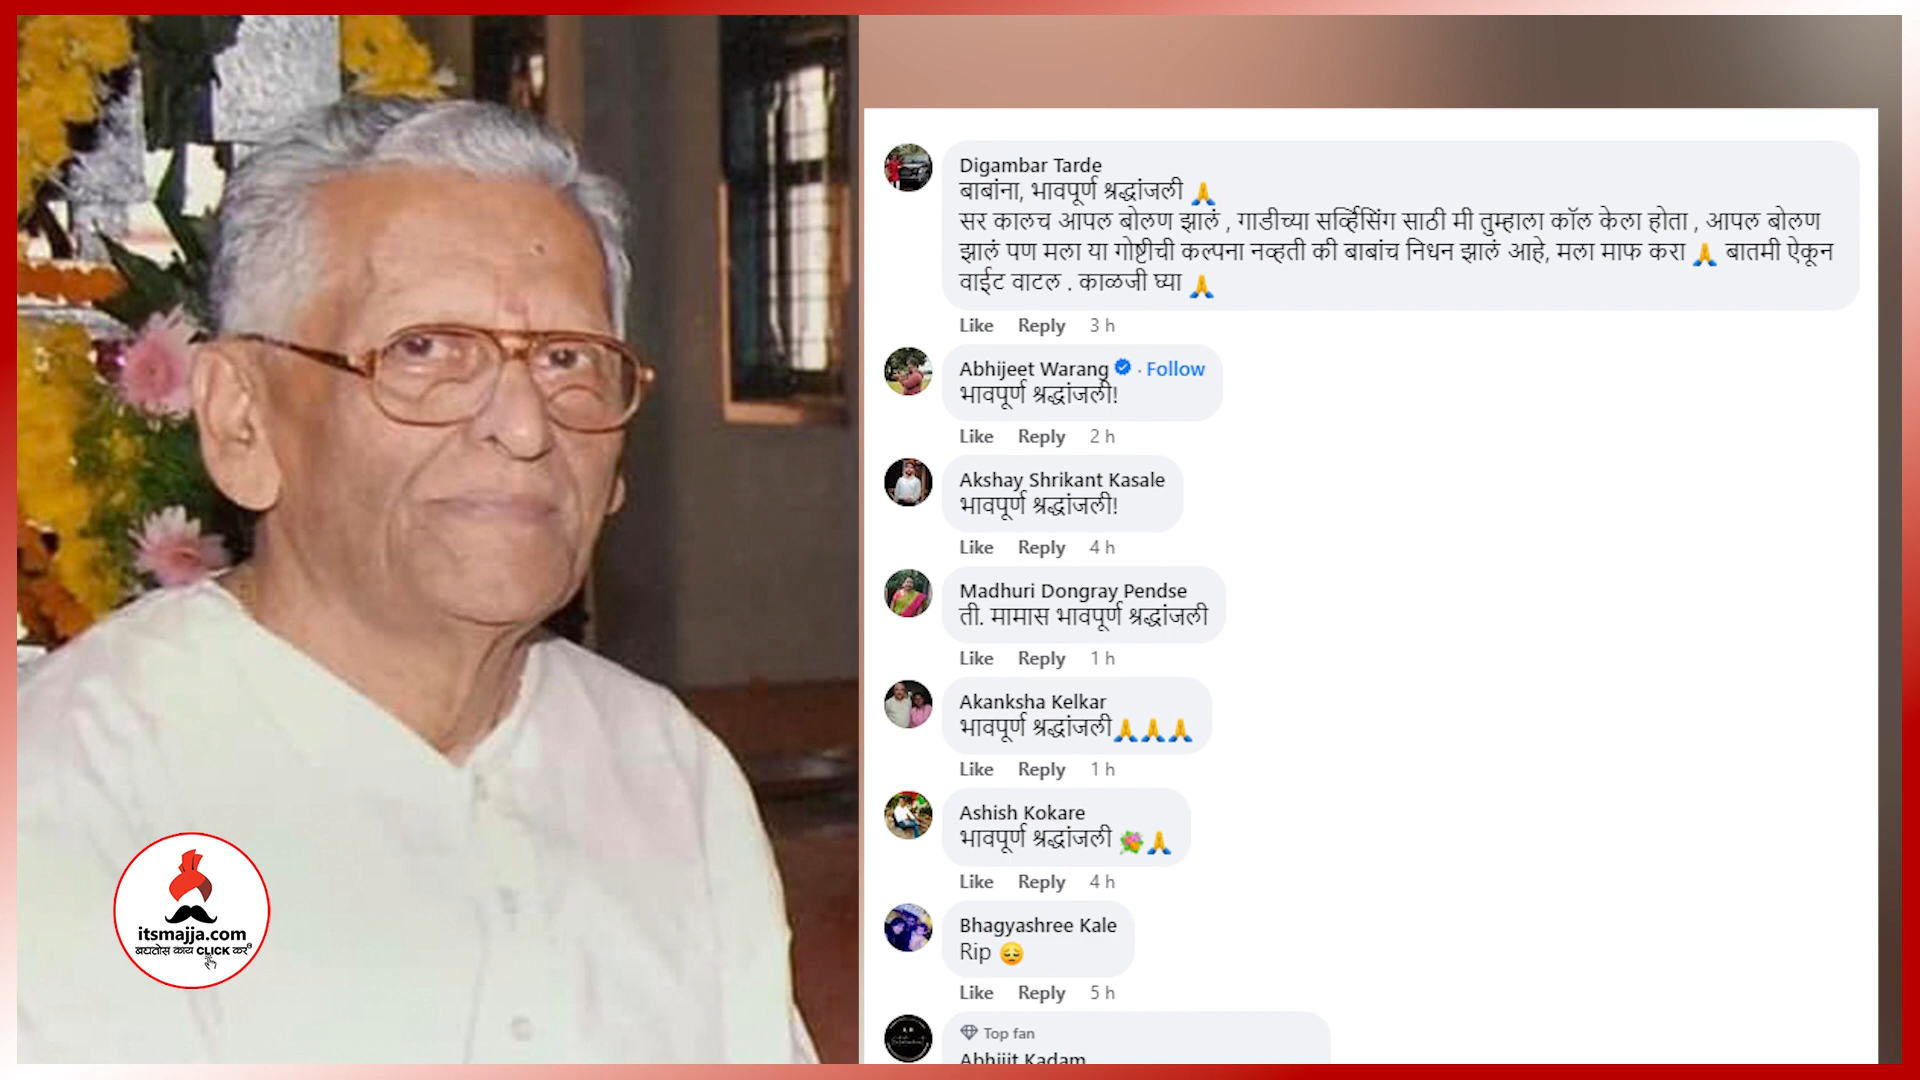 Digambar Tarde
बाबांना, भावपूर्ण श्रद्धांजली 🙏
सर कालच आपल बोलण झालं , गाडीच्या सर्व्हिसिंग साठी मी तुम्हाला कॉल केला होता , आपल बोलण
झालं पण मला या गोष्टीची कल्पना नव्हती की बाबांच निधन झालं आहे, मला माफ करा 🙏 बातमी ऐकून
वाईट वाटल . काळजी घ्या 🙏
Like Reply 3 h
Abhijeet Warang · Follow
भावपूर्ण श्रद्धांजली!
Like Reply 2 h
Akshay Shrikant Kasale
भावपूर्ण श्रद्धांजली!
Like Reply 4 h
Madhuri Dongray Pendse
ती. मामास भावपूर्ण श्रद्धांजली
Like Reply 1 h
Akanksha Kelkar
भावपूर्ण श्रद्धांजली🙏🙏🙏
Like Reply 1 h
Ashish Kokare
भावपूर्ण श्रद्धांजली 💐🙏
Like Reply 4 h
Bhagyashree Kale
Rip 😔
Like Reply 5 h
Top fan
Abhijit Kadam
itsmajja.com
बघतोस काय CLICK कर